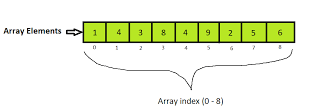 Array Elements 1 4 3 8 4 9 2 5 6
0 1 2 3 4 5 6 7 8
Array index (0 - 8)